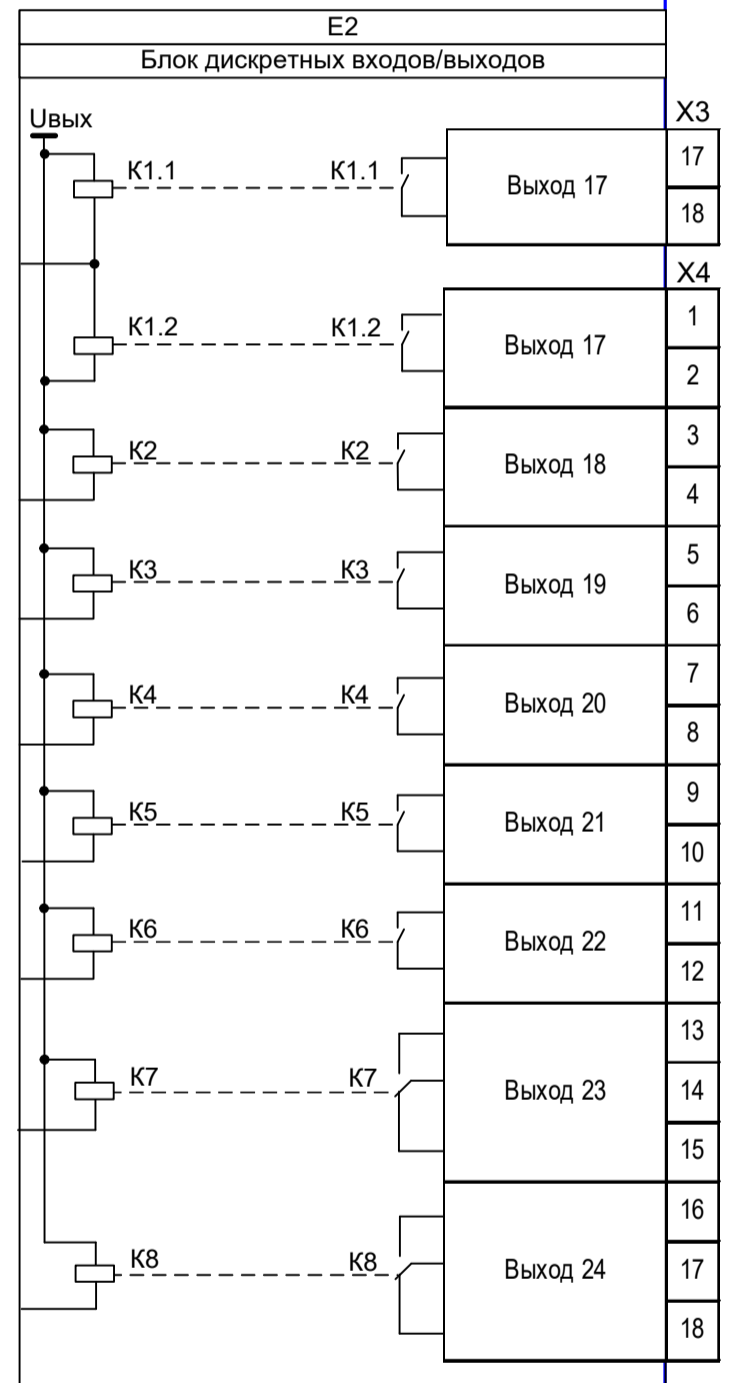 E2
Блок дискретных входов/выходов
Uвых
X3
K1.1 K1.1 Выход 17 17
18
X4
K1.2 K1.2 Выход 17 1
2
K2 K2 Выход 18 3
4
K3 K3 Выход 19 5
6
K4 K4 Выход 20 7
8
K5 K5 Выход 21 9
10
K6 K6 Выход 22 11
12
13
K7 K7 Выход 23 14
15
16
K8 K8 Выход 24 17
18